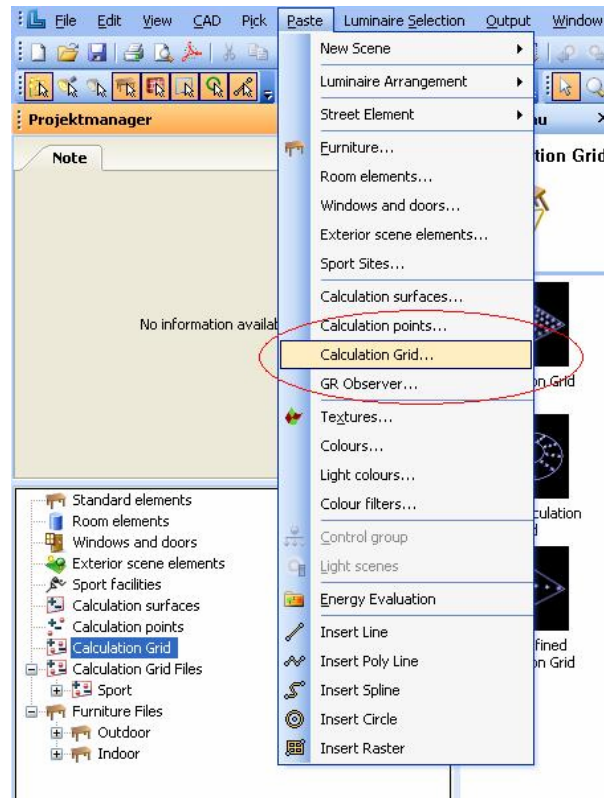 File Edit View CAD Pick Paste Luminaire Selection Output Window
Projektmanager
Note
No information availab
New Scene
Luminaire Arrangement
Street Element
Furniture...
Room elements...
Windows and doors...
Exterior scene elements...
Sport Sites...
Calculation surfaces...
Calculation points...
Calculation Grid...
GR Observer...
Textures...
Colours...
Light colours...
Colour filters...
Control group
Light scenes
Energy Evaluation
Insert Line
Insert Poly Line
Insert Spline
Insert Circle
Insert Raster
tion Grid
on Grid
culation
fined
on Grid
Standard elements
Room elements
Windows and doors
Exterior scene elements
Sport facilities
Calculation surfaces
Calculation points
Calculation Grid
Calculation Grid Files
Sport
Furniture Files
Outdoor
Indoor